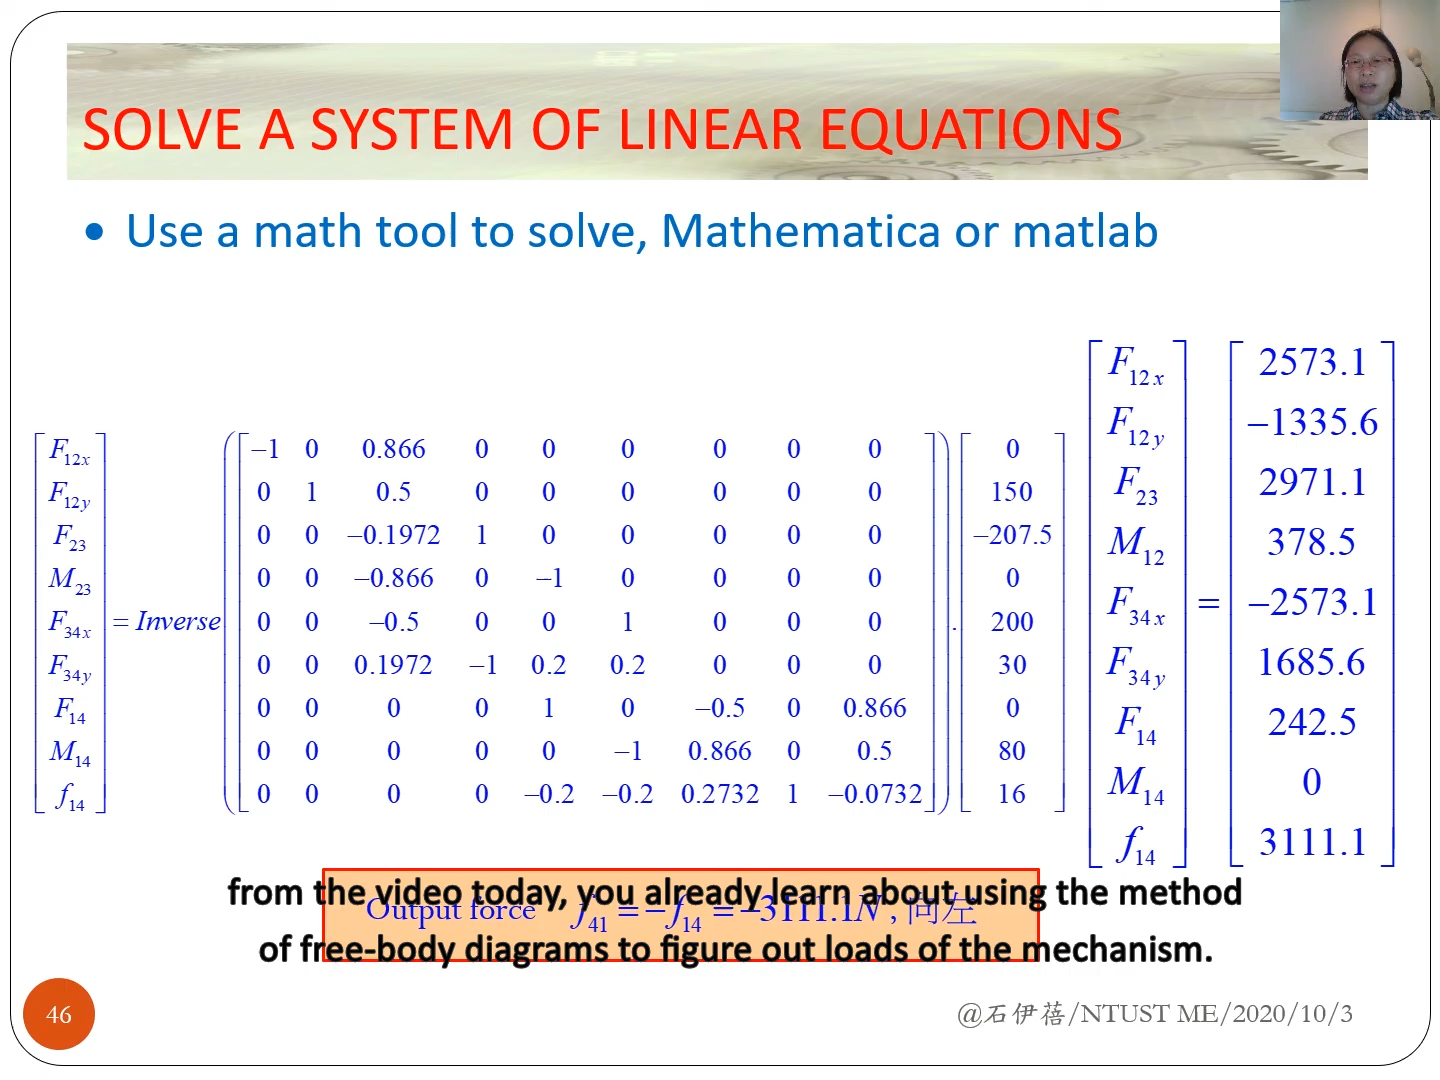 SOLVE A SYSTEM OF LINEAR EQUATIONS
• Use a math tool to solve, Mathematica or matlab
F12x
F12y
F23
M23
F34x
F34y
F14
M14
f14
= Inverse
−1 0 0.866 0 0 0 0 0 0
0 1 0.5 0 0 0 0 0 0
0 0 −0.1972 1 0 0 0 0 0
0 0 −0.866 0 −1 0 0 0 0
0 0 −0.5 0 0 1 0 0 0
0 0 0.1972 −1 0.2 0.2 0 0 0
0 0 0 0 1 0 −0.5 0 0.866
0 0 0 0 0 −1 0.866 0 0.5
0 0 0 0 −0.2 −0.2 0.2732 1 −0.0732
.
0
150
−207.5
0
200
30
0
80
16
F12x
F12y
F23
M12
F34x
F34y
F14
M14
f14
=
2573.1
−1335.6
2971.1
378.5
−2573.1
1685.6
242.5
0
3111.1
Output force f41 = −f14 = −3111.1N , 向左
from the video today, you already learn about using the method
of free-body diagrams to figure out loads of the mechanism.
46
@石伊蓓/NTUST ME/2020/10/3